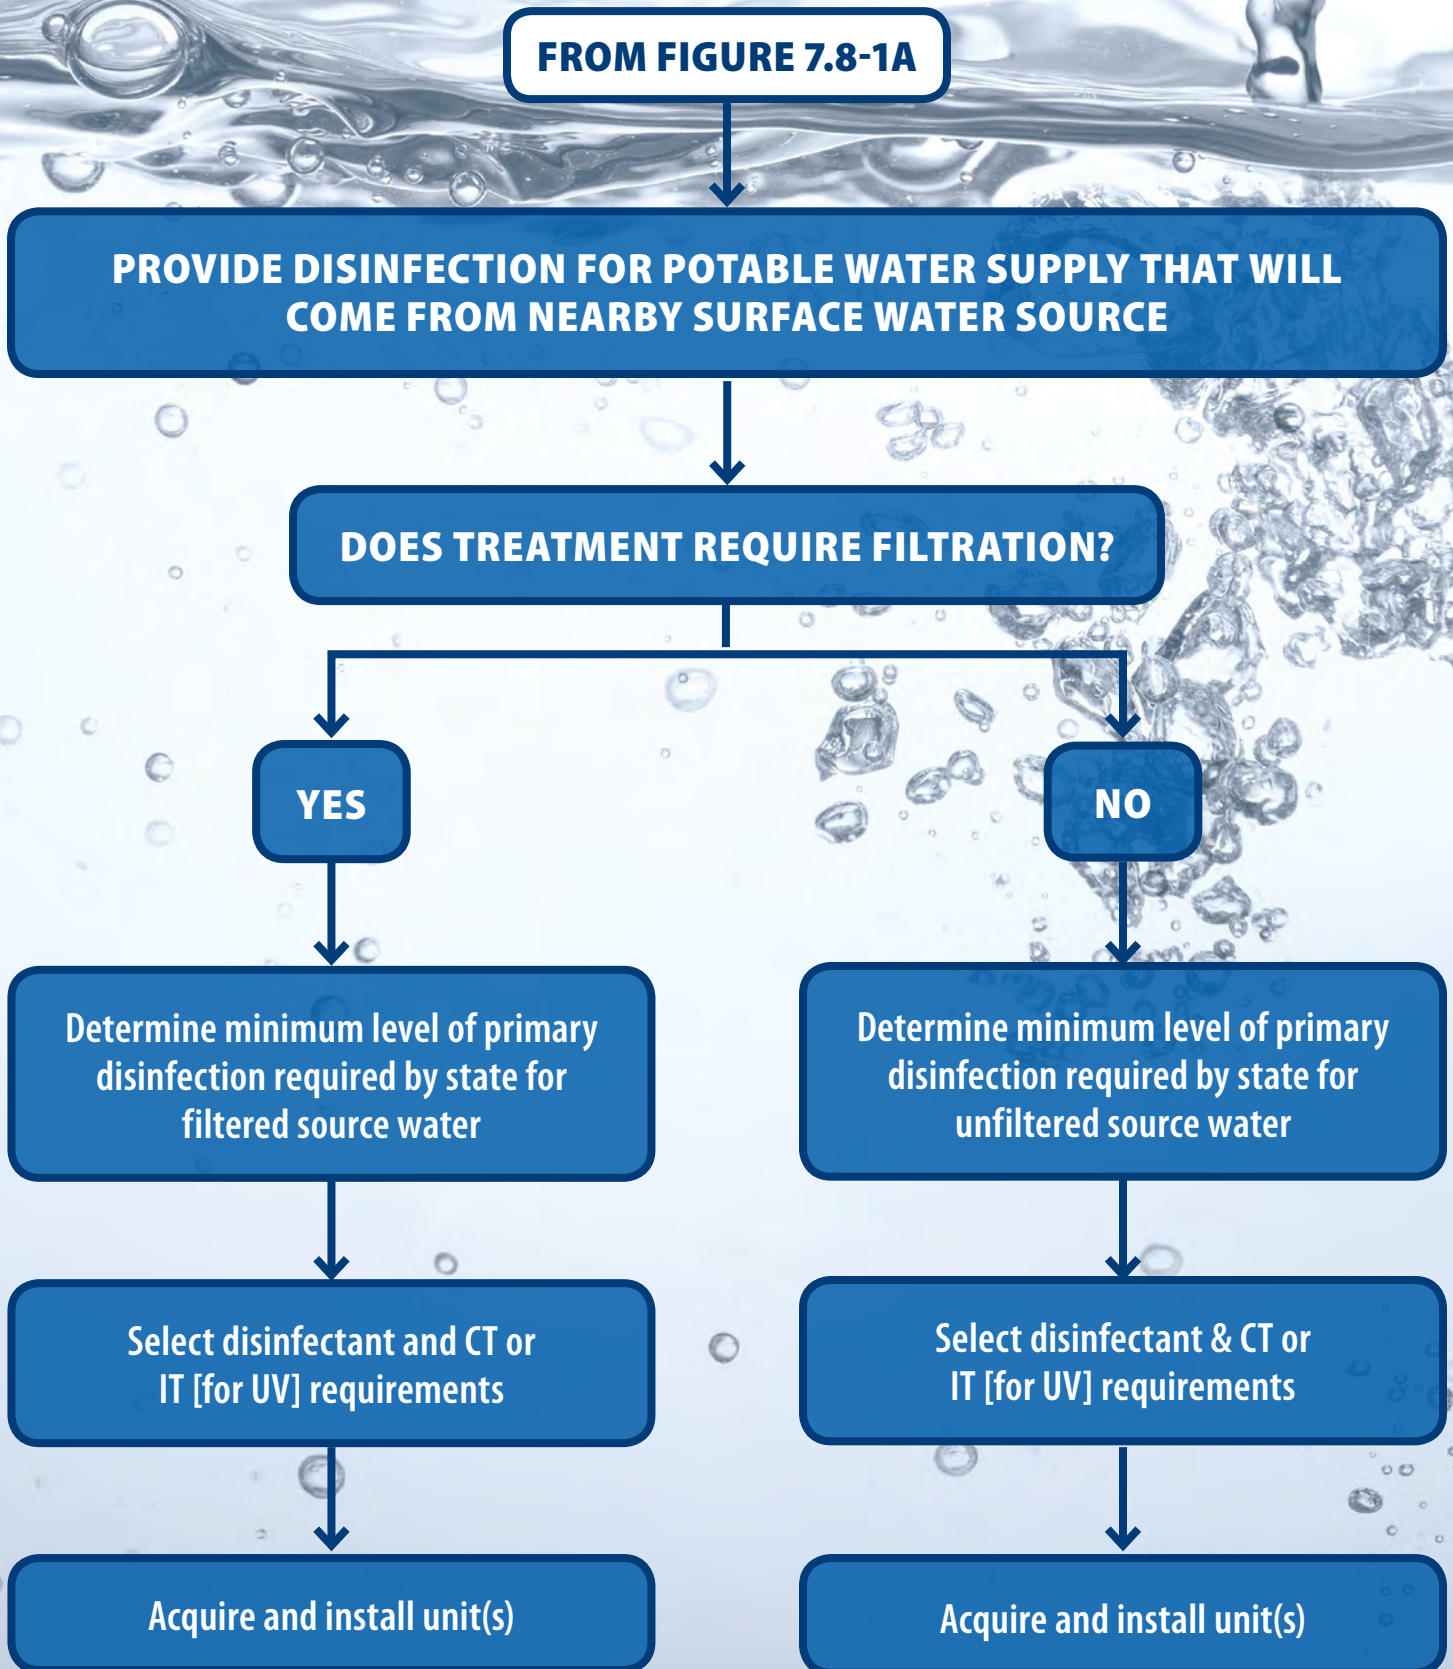 FROM FIGURE 7.8-1A
PROVIDE DISINFECTION FOR POTABLE WATER SUPPLY THAT WILL
COME FROM NEARBY SURFACE WATER SOURCE
DOES TREATMENT REQUIRE FILTRATION?
YES
NO
Determine minimum level of primary
disinfection required by state for
filtered source water
Determine minimum level of primary
disinfection required by state for
unfiltered source water
Select disinfectant and CT or
IT [for UV] requirements
Select disinfectant & CT or
IT [for UV] requirements
Acquire and install unit(s)
Acquire and install unit(s)